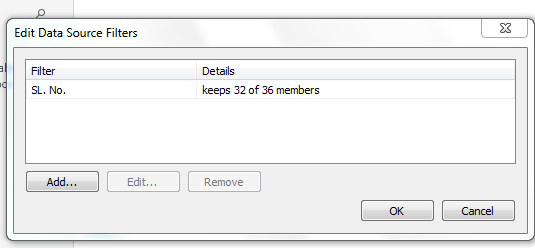 Edit Data Source Filters
Filter Details
SL. No. keeps 32 of 36 members
Add... Edit... Remove
OK Cancel